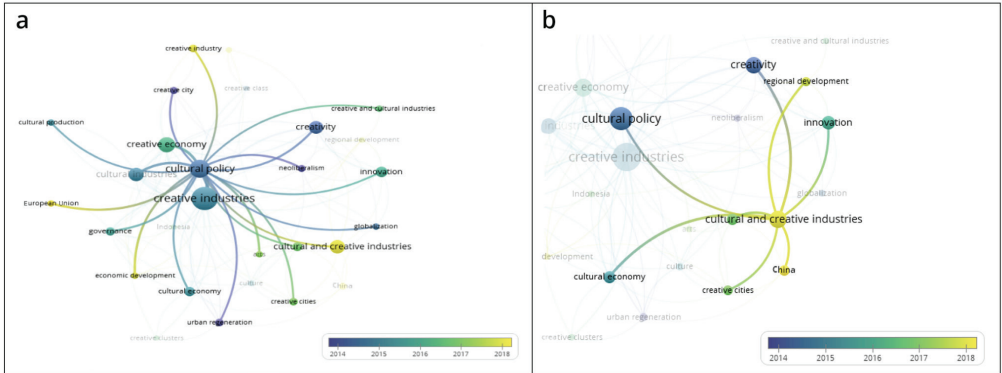 a
creative industry
creative city
creative class
creative and cultural industries
cultural production
creativity
regional development
creative economy
neoliberalism
cultural policy
cultural industries
innovation
creative industries
European Union
Indonesia
globalization
governance
cultural and creative industries
economic development
culture
China
cultural economy
creative cities
urban regeneration
creative clusters
2014 2015 2016 2017 2018
b
creative and cultural industries
creativity
regional development
creative economy
cultural policy
neoliberalism
innovation
industries
creative industries
Indonesia
globalization
cultural and creative industries
development
culture
China
cultural economy
creative cities
urban regeneration
creative clusters
2014 2015 2016 2017 2018